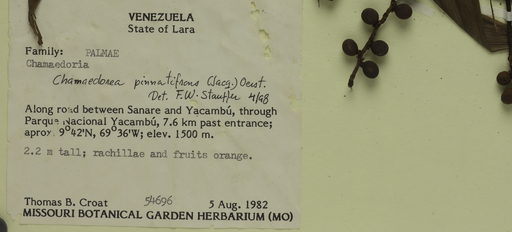 VENEZUELA
State of Lara
Family: PALMAE
Chamaedoria
Chamaedorea pinnatifrons (Jacq.) Oerst.
Det. F.W. Stauffer 4/98
Along road between Sanare and Yacambú, through
Parque Nacional Yacambú, 7.6 km past entrance;
aprox. 9°42'N, 69°36'W; elev. 1500 m.
2.2 m tall; rachillae and fruits orange.
Thomas B. Croat 54696 5 Aug. 1982
MISSOURI BOTANICAL GARDEN HERBARIUM (MO)